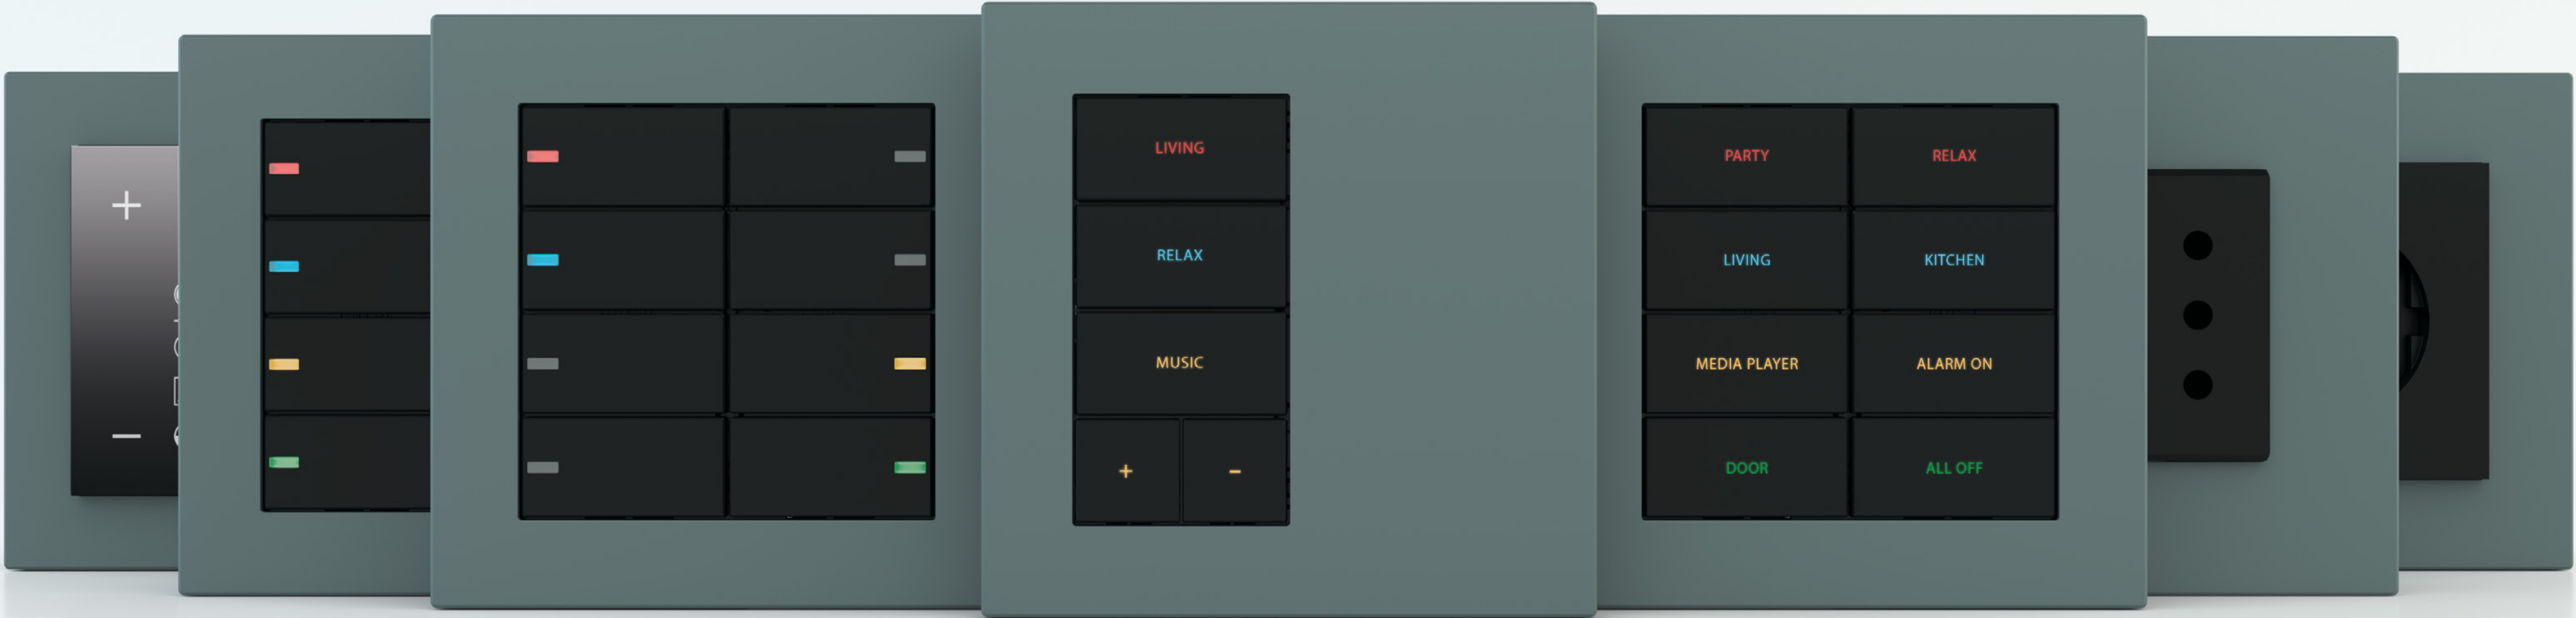 +
−
LIVING
RELAX
MUSIC
+ −
PARTY RELAX
LIVING KITCHEN
MEDIA PLAYER ALARM ON
DOOR ALL OFF